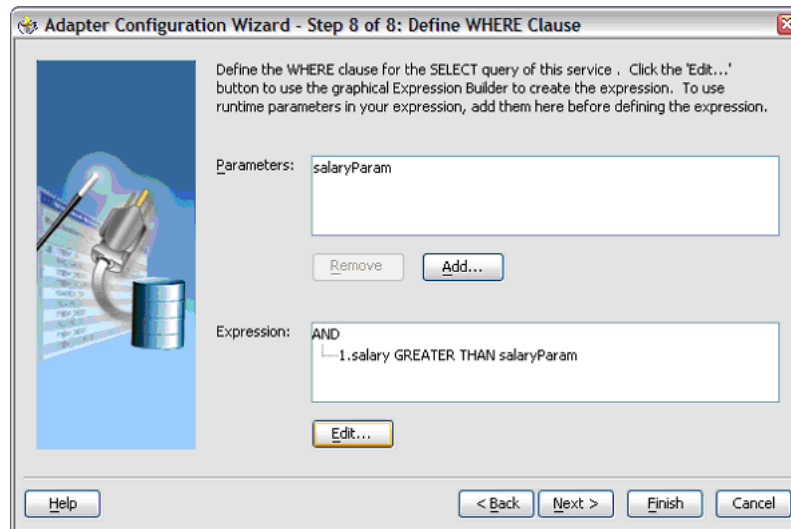 Adapter Configuration Wizard - Step 8 of 8: Define WHERE Clause
Define the WHERE clause for the SELECT query of this service .  Click the 'Edit...'
button to use the graphical Expression Builder to create the expression.  To use
runtime parameters in your expression, add them here before defining the expression.
Parameters:
salaryParam
Remove
Add...
Expression:
AND
1.salary GREATER THAN salaryParam
Edit...
Help
< Back
Next >
Finish
Cancel